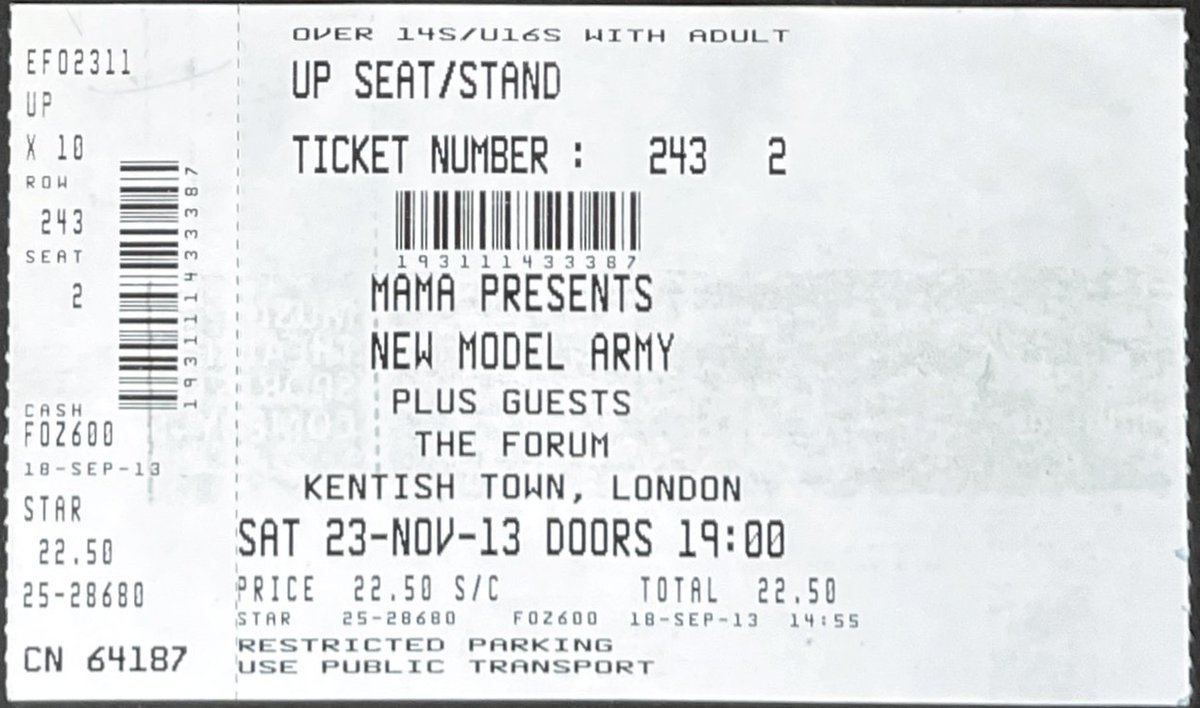 EF02311
UP
X 10
ROW
243
SEAT
2
193111433387
CASH
FOZ600
18-SEP-13
STAR
22.50
25-28680
CN 64187
OVER 14S/U16S WITH ADULT
UP SEAT/STAND
TICKET NUMBER : 243 2
193111433387
MAMA PRESENTS
NEW MODEL ARMY
PLUS GUESTS
THE FORUM
KENTISH TOWN, LONDON
SAT 23-NOV-13 DOORS 19:00
PRICE 22.50 S/C TOTAL 22.50
STAR 25-28680 FOZ600 18-SEP-13 14:55
RESTRICTED PARKING
USE PUBLIC TRANSPORT